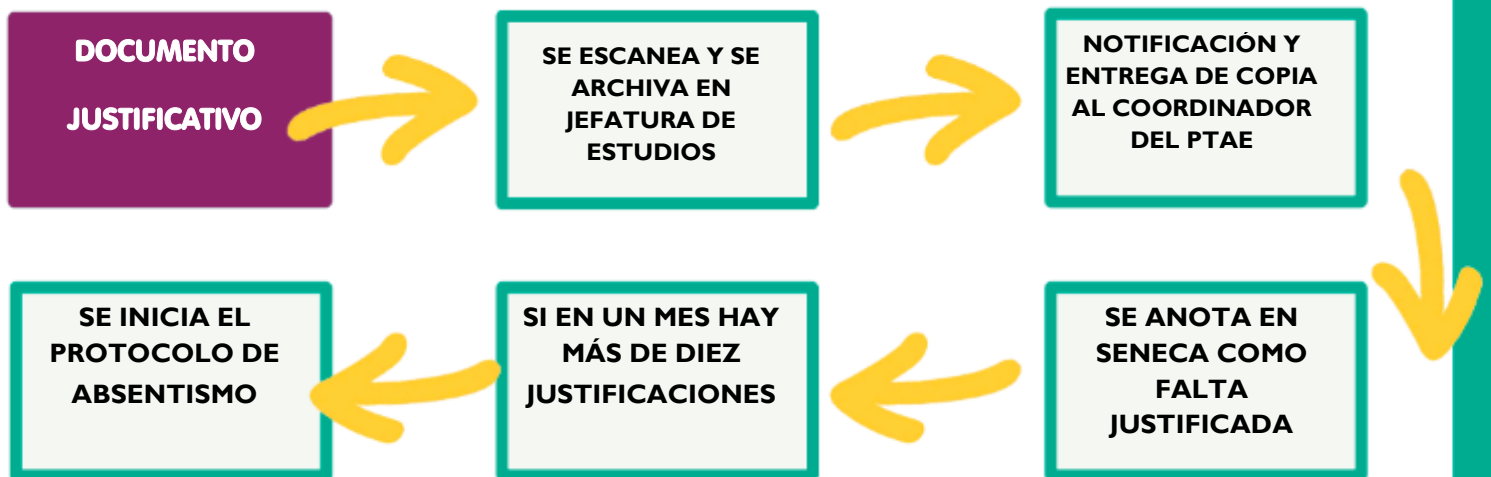 DOCUMENTO
JUSTIFICATIVO
SE ESCANEA Y SE
ARCHIVA EN
JEFATURA DE
ESTUDIOS
NOTIFICACIÓN Y
ENTREGA DE COPIA
AL COORDINADOR
DEL PTAE
SE ANOTA EN
SENECA COMO
FALTA
JUSTIFICADA
SI EN UN MES HAY
MÁS DE DIEZ
JUSTIFICACIONES
SE INICIA EL
PROTOCOLO DE
ABSENTISMO